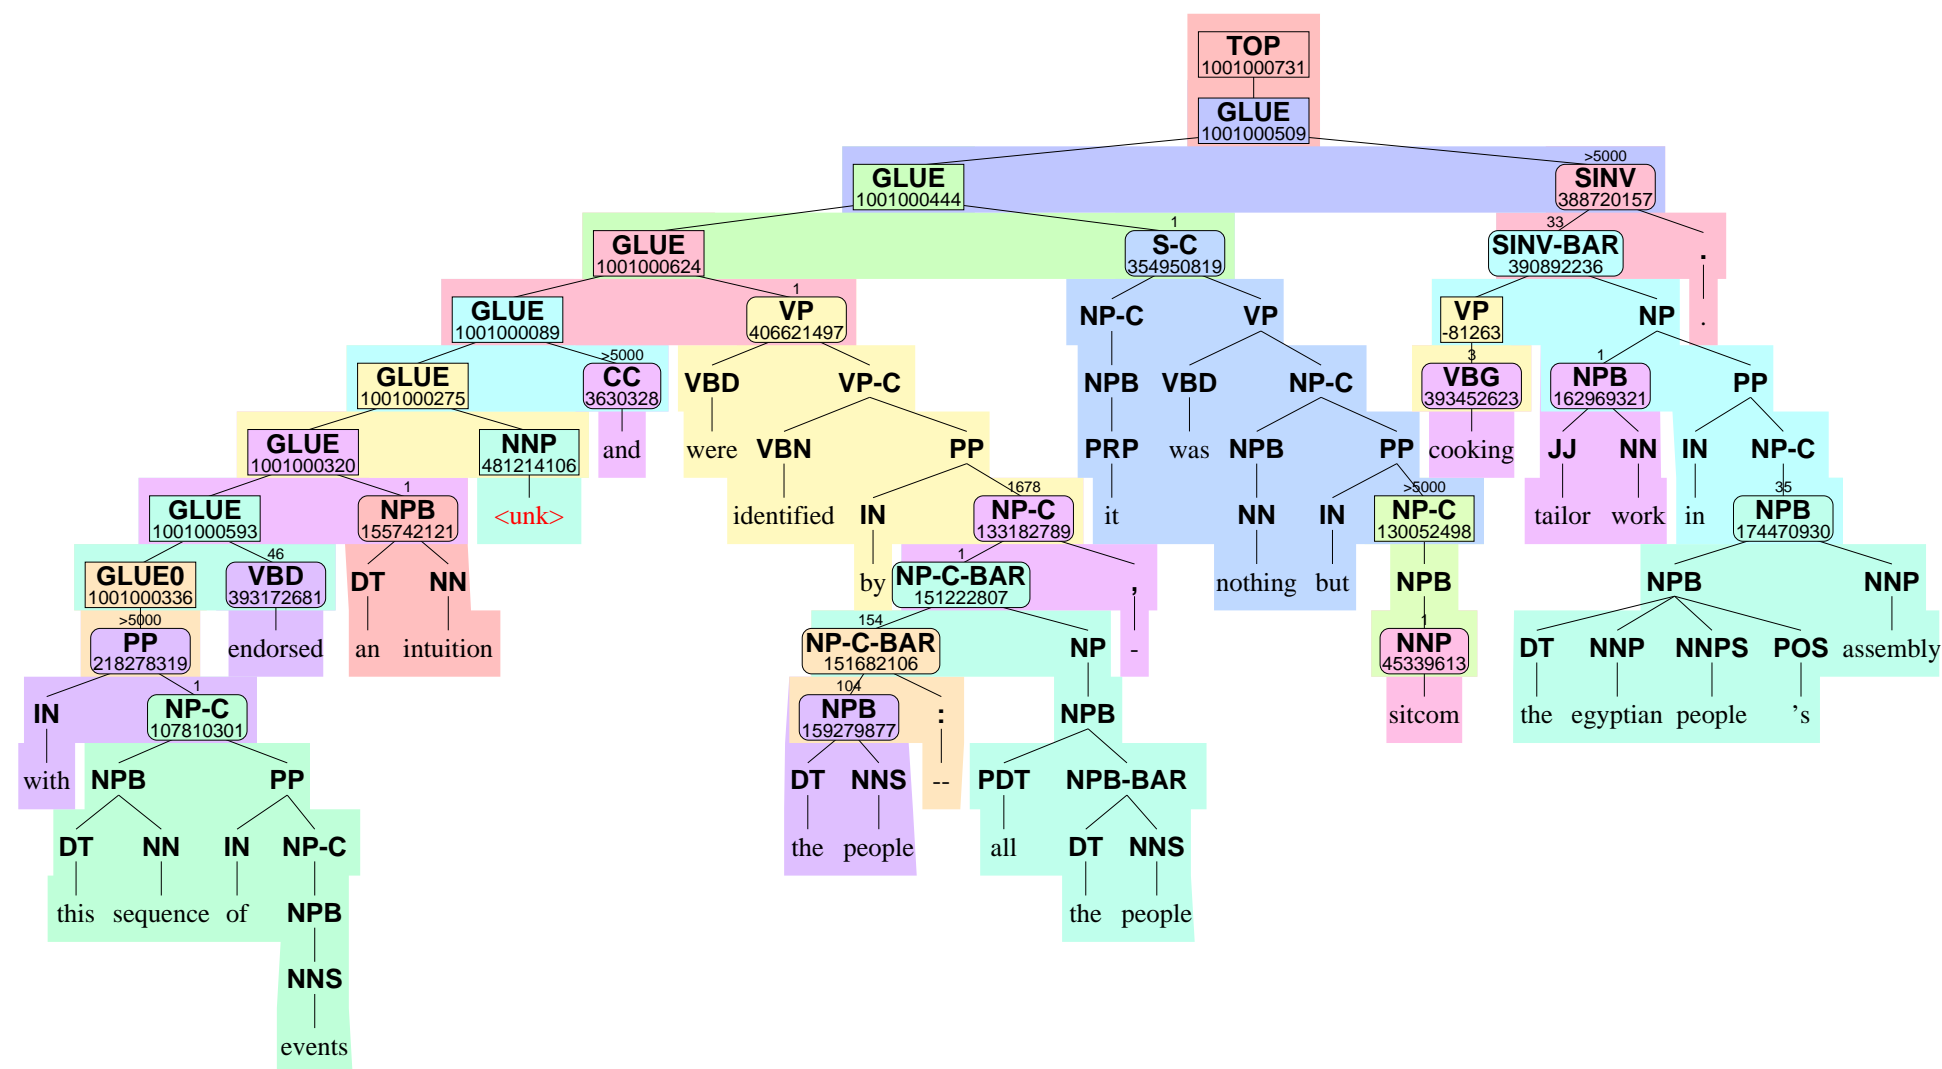 TOP
1001000731
GLUE
1001000509
>5000
GLUE SINV
1001000444 388720157
1 33
GLUE S-C SINV-BAR .
1001000624 354950819 390892236
1
GLUE VP NP-C VP VP NP .
1001000089 406621497 -81263
>5000 3 1
GLUE CC VBD VP-C NPB VBD NP-C VBG NPB PP
1001000275 3630328 393452623 162969321
GLUE NNP and were VBN PP PRP was NPB PP cooking JJ NN IN NP-C
1001000320 481214106
1 1678 >5000 35
GLUE NPB <unk> identified IN NP-C it NN IN NP-C tailor work in NPB
1001000593 155742121 133182789 130052498 174470930
46 1
GLUE0 VBD DT NN by NP-C-BAR , nothing but NPB NPB NNP
1001000336 393172681 151222807
>5000 154 1
PP endorsed an intuition NP-C-BAR NP - NNP DT NNP NNPS POS assembly
218278319 151682106 45339613
1 104
IN NP-C NPB : NPB sitcom the egyptian people 's
107810301 159279877
with NPB PP DT NNS -- PDT NPB-BAR
DT NN IN NP-C the people all DT NNS
this sequence of NPB the people
NNS
events